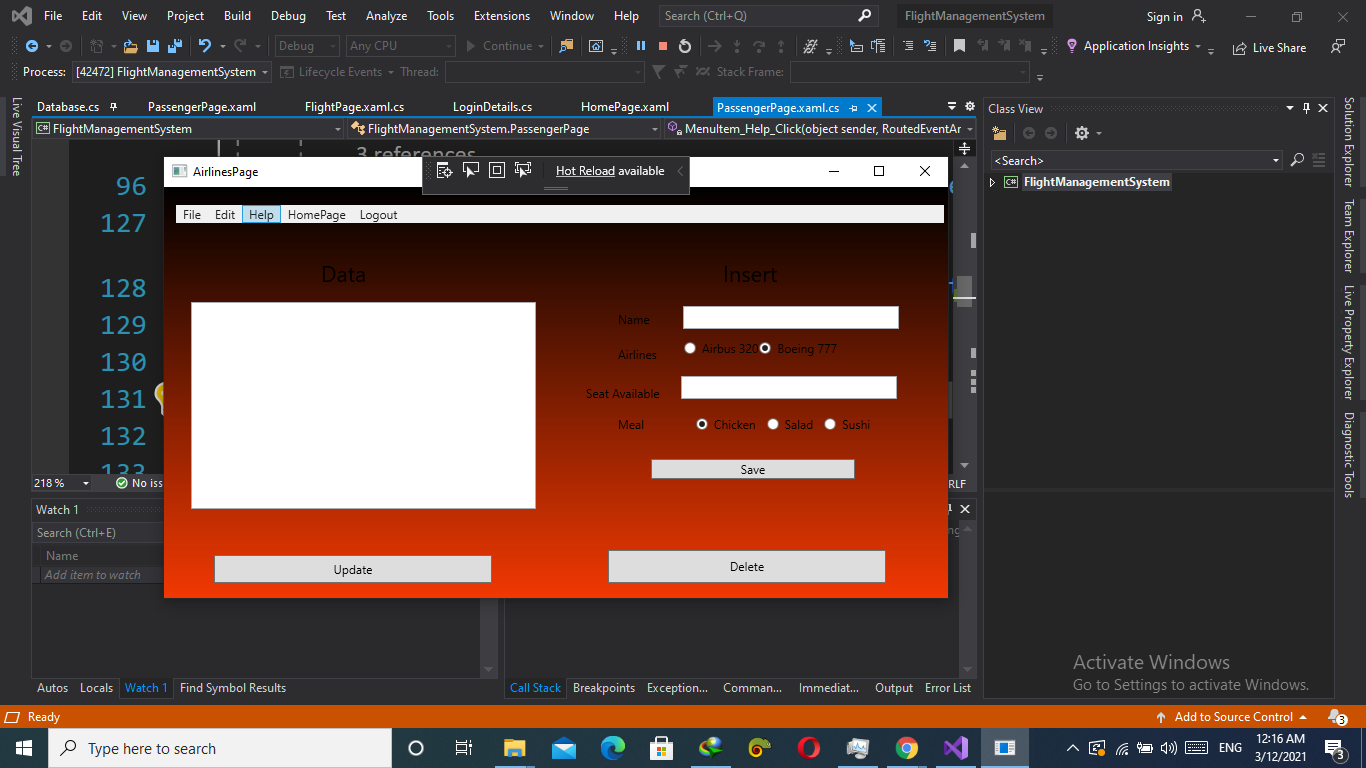 File Edit View Project Build Debug Test Analyze Tools Extensions Window Help Search (Ctrl+Q) FlightManagementSystem Sign in
Debug Any CPU Continue Application Insights Live Share
Process: [42472] FlightManagementSystem Lifecycle Events Thread: Stack Frame:
Database.cs PassengerPage.xaml FlightPage.xaml.cs LoginDetails.cs HomePage.xaml PassengerPage.xaml.cs Class View
FlightManagementSystem FlightManagementSystem.PassengerPage MenuItem_Help_Click(object sender, RoutedEventAr
Live Visual Tree
3 references
<Search>
FlightManagementSystem
96
127
128
129
130
131
132
133
AirlinesPage Hot Reload available
File Edit Help HomePage Logout
Data Insert
Name
Airlines Airbus 320 Boeing 777
Seat Available
Meal Chicken Salad Sushi
Save
Update Delete
218 % No iss RLF
Watch 1
Search (Ctrl+E)
Name
Add item to watch
Solution Explorer
Team Explorer
Live Property Explorer
Diagnostic Tools
Activate Windows
Go to Settings to activate Windows.
Autos Locals Watch 1 Find Symbol Results Call Stack Breakpoints Exception... Comman... Immediat... Output Error List
Ready Add to Source Control 3
Type here to search ENG 12:16 AM
3/12/2021 3